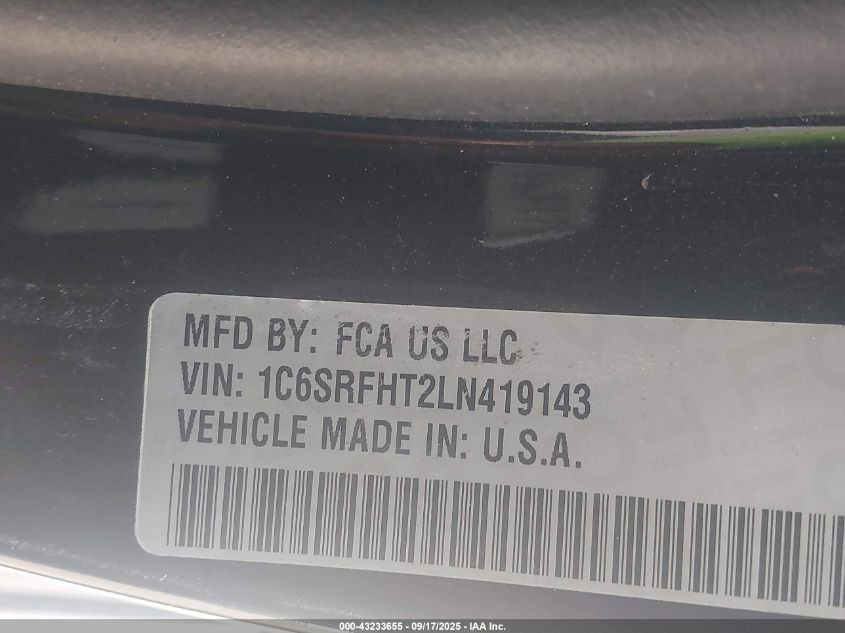 MFD BY: FCA US LLC
VIN: 1C6SRFHT2LN419143
VEHICLE MADE IN: U.S.A.
000-43233655 - 09/17/2025 - IAA Inc.